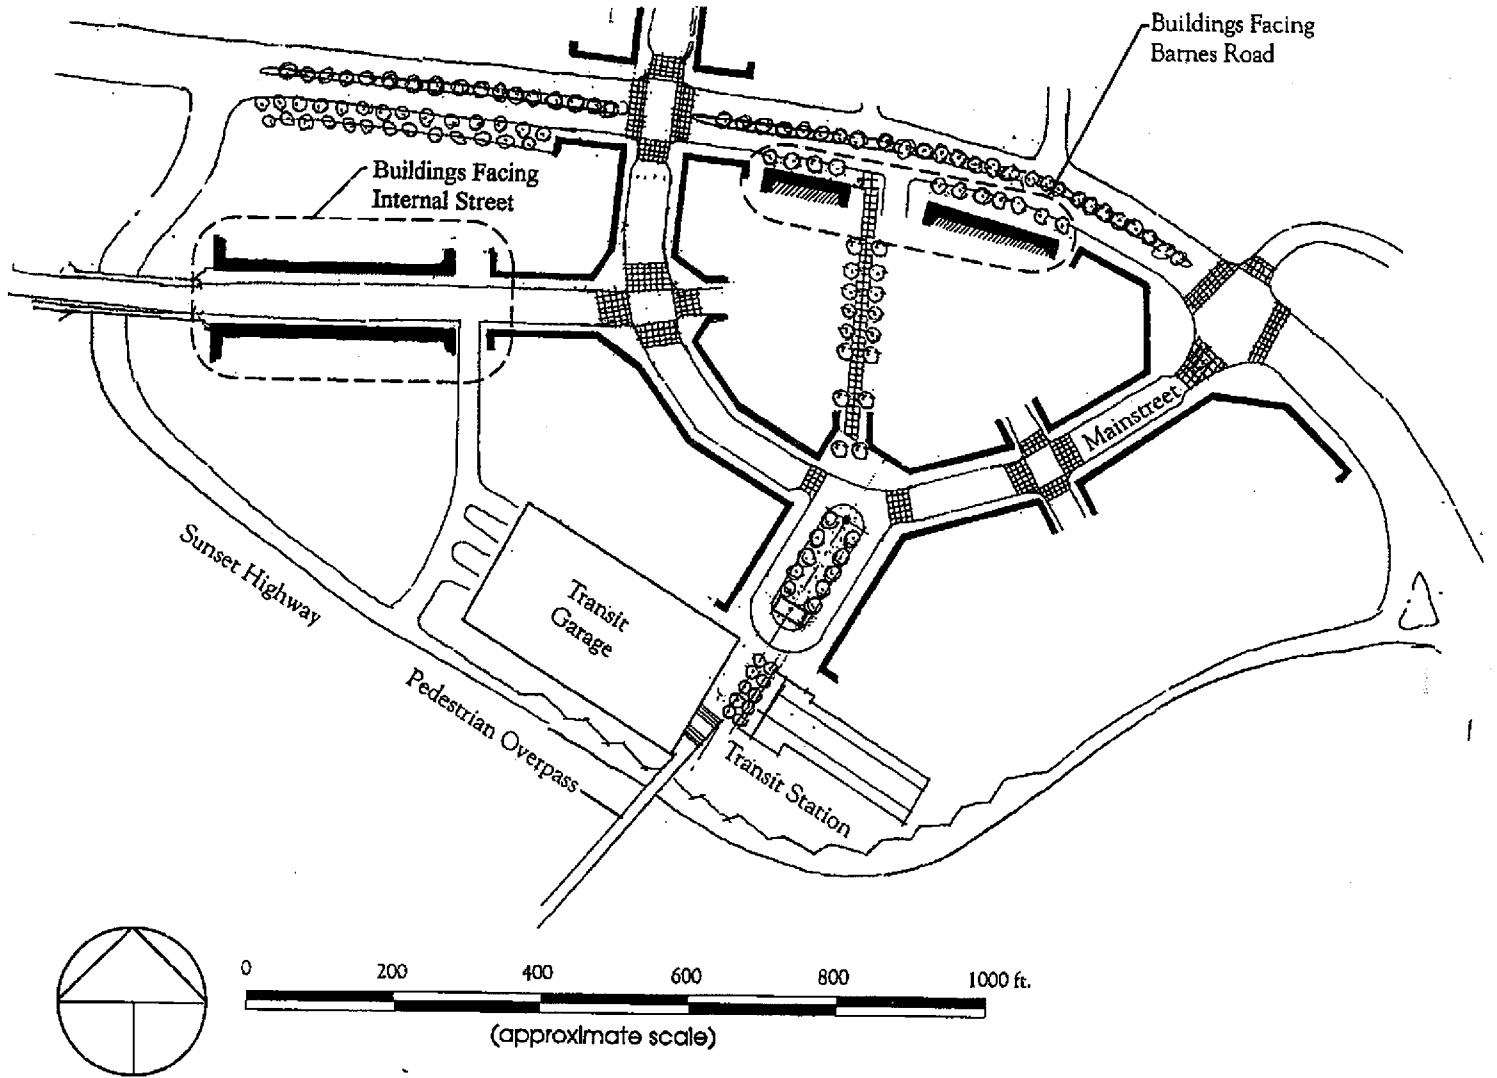 Buildings Facing
Barnes Road
Buildings Facing
Internal Street
Mainstreet
Sunset Highway
Transit
Garage
Pedestrian Overpass
Transit Station
0 200 400 600 800 1000 ft.
(approximate scale)